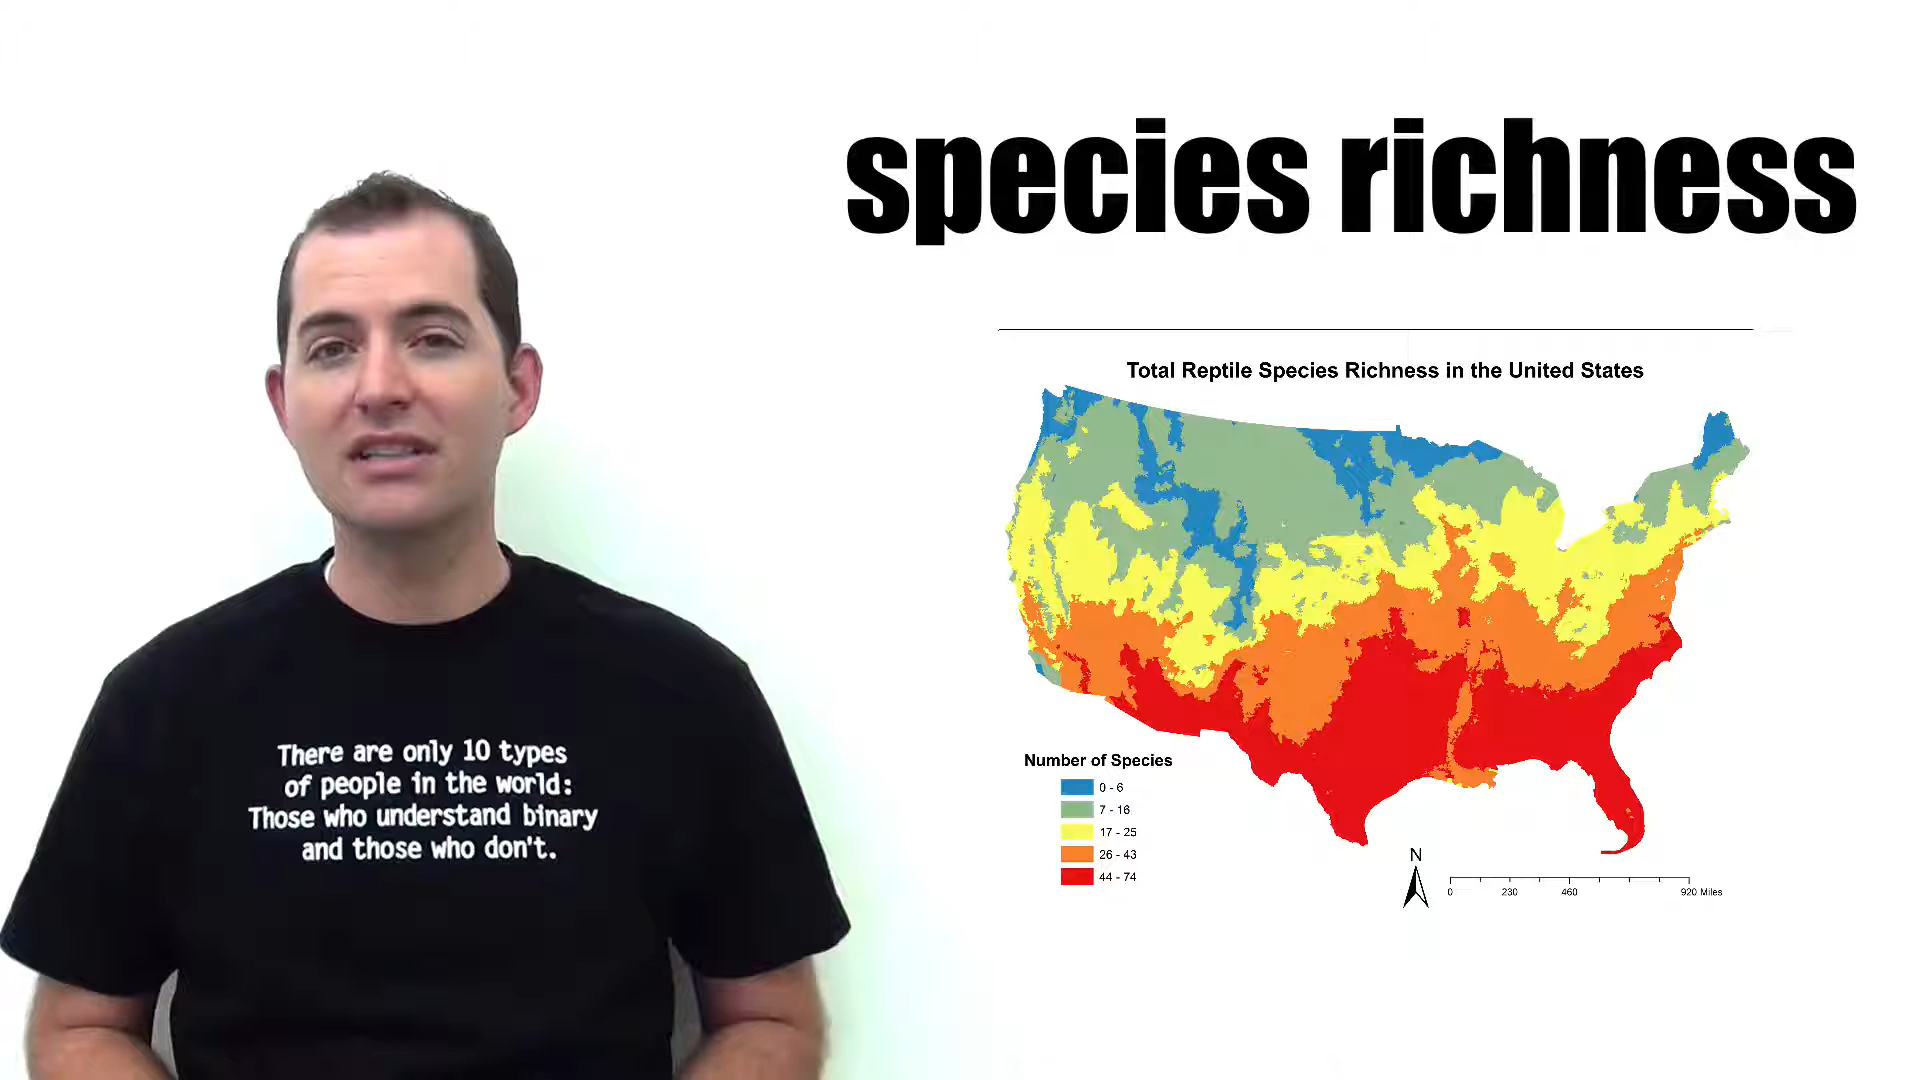 species richness
Total Reptile Species Richness in the United States
There are only 10 types
of people in the world:
Those who understand binary
and those who don't.
Number of Species
0 - 6
7 - 16
17 - 25
26 - 43
44 - 74
N
0 230 460 920 Miles